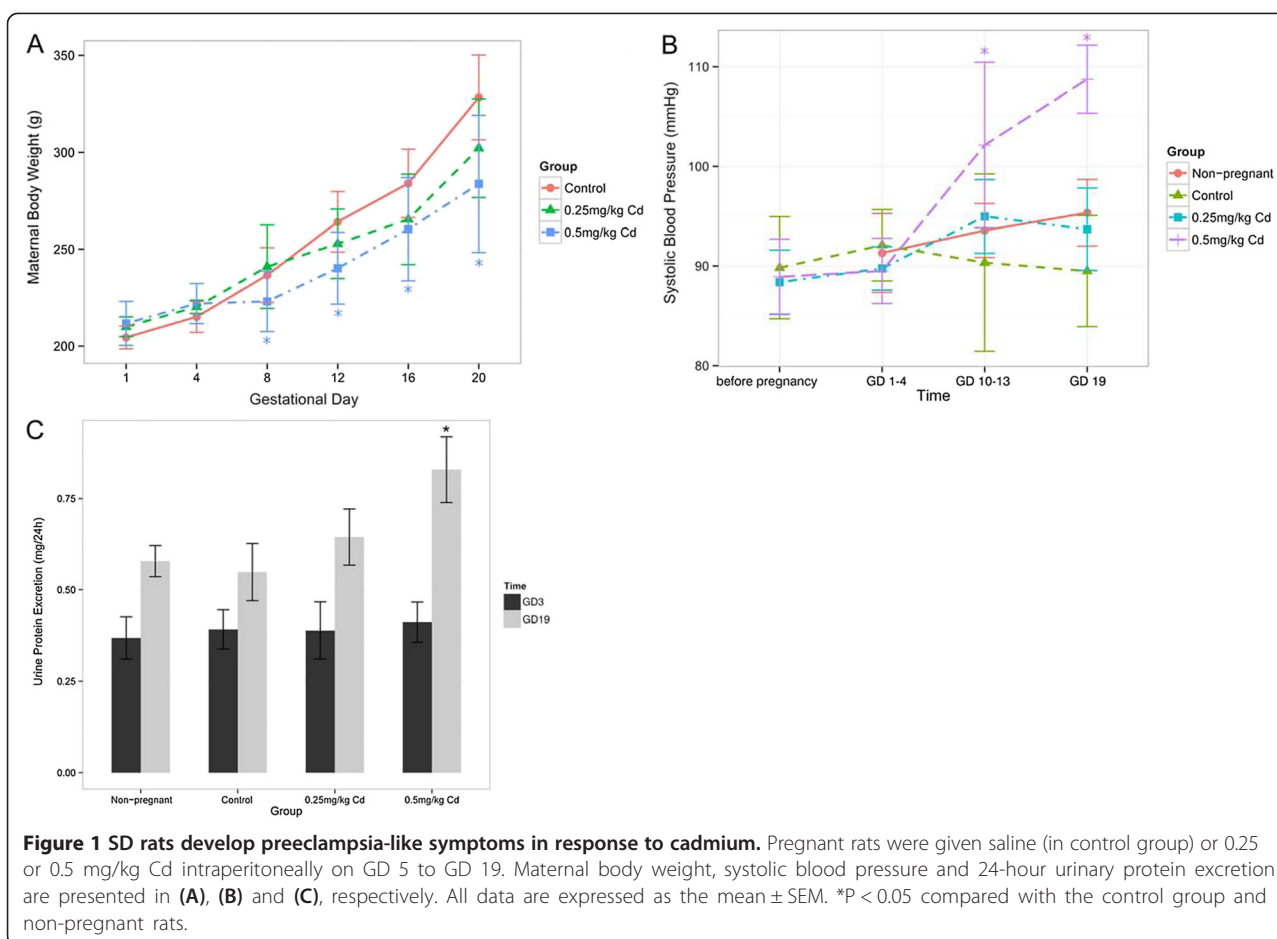 A
350
300
250
200
Maternal Body Weight (g)
1 4 8 12 16 20
Gestational Day
* * * *
Group
Control
0.25mg/kg Cd
0.5mg/kg Cd
B
110
100
90
80
Systolic Blood Pressure (mmHg)
before pregnancy GD 1-4 GD 10-13 GD 19
Time
* *
Group
Non-pregnant
Control
0.25mg/kg Cd
0.5mg/kg Cd
C
0.75
0.50
0.25
0.00
Urine Protein Excretion (mg/24h)
*
Non-pregnant Control 0.25mg/kg Cd 0.5mg/kg Cd
Group
Time
GD3
GD19
Figure 1 SD rats develop preeclampsia-like symptoms in response to cadmium. Pregnant rats were given saline (in control group) or 0.25
or 0.5 mg/kg Cd intraperitoneally on GD 5 to GD 19. Maternal body weight, systolic blood pressure and 24-hour urinary protein excretion
are presented in (A), (B) and (C), respectively. All data are expressed as the mean ± SEM. *P < 0.05 compared with the control group and
non-pregnant rats.